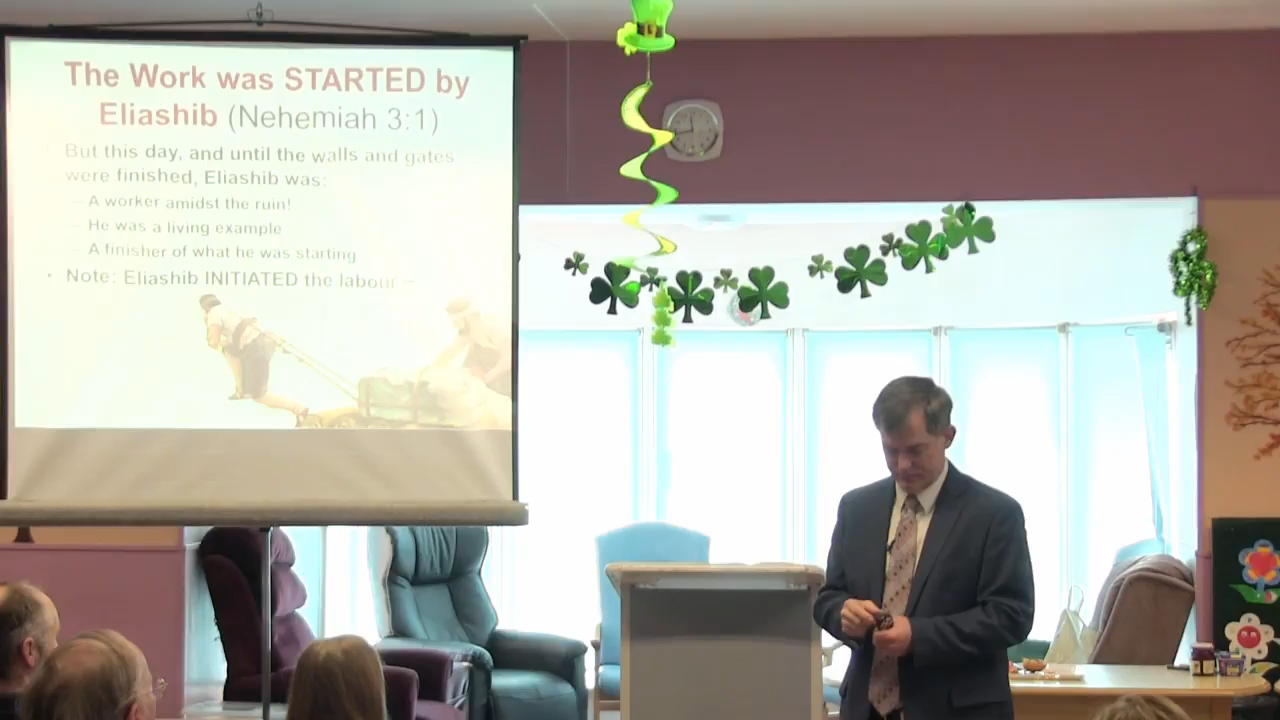 The Work was STARTED by
Eliashib (Nehemiah 3:1)
But this day, and until the walls and gates
were finished, Eliashib was:
– A worker amidst the ruin!
– He was a living example
– A finisher of what he was starting
• Note: Eliashib INITIATED the labour –